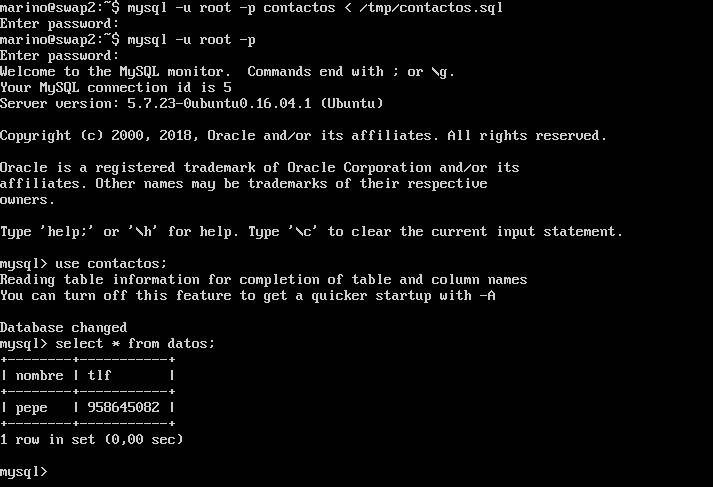 marino@swap2:~$ mysql -u root -p contactos < /tmp/contactos.sql
Enter password:
marino@swap2:~$ mysql -u root -p
Enter password:
Welcome to the MySQL monitor.  Commands end with ; or \g.
Your MySQL connection id is 5
Server version: 5.7.23-0ubuntu0.16.04.1 (Ubuntu)

Copyright (c) 2000, 2018, Oracle and/or its affiliates. All rights reserved.

Oracle is a registered trademark of Oracle Corporation and/or its
affiliates. Other names may be trademarks of their respective
owners.

Type 'help;' or '\h' for help. Type '\c' to clear the current input statement.

mysql> use contactos;
Reading table information for completion of table and column names
You can turn off this feature to get a quicker startup with -A

Database changed
mysql> select * from datos;
+--------+-----------+
| nombre | tlf       |
+--------+-----------+
| pepe   | 958645082 |
+--------+-----------+
1 row in set (0,00 sec)

mysql>